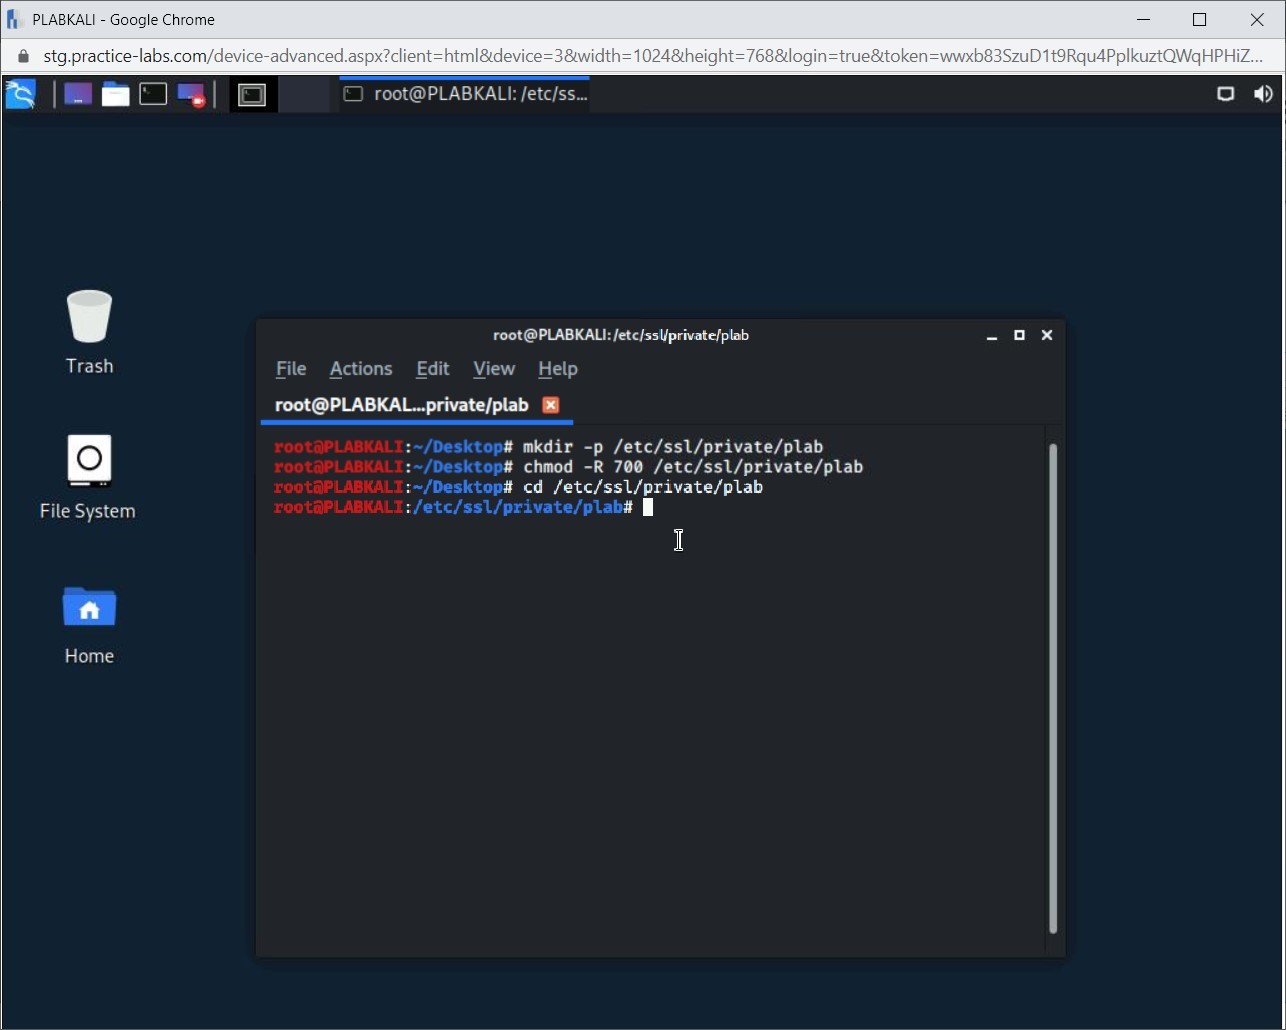 PLABKALI - Google Chrome
stg.practice-labs.com/device-advanced.aspx?client=html&device=3&width=1024&height=768&login=true&token=wwxb83SzuD1t9Rqu4PplkuztQWqHPHiZ...
root@PLABKALI: /etc/ss...
Trash
File System
Home
root@PLABKALI:/etc/ssl/private/plab
File Actions Edit View Help
root@PLABKAL...private/plab
root@PLABKALI:~/Desktop# mkdir -p /etc/ssl/private/plab
root@PLABKALI:~/Desktop# chmod -R 700 /etc/ssl/private/plab
root@PLABKALI:~/Desktop# cd /etc/ssl/private/plab
root@PLABKALI:/etc/ssl/private/plab#